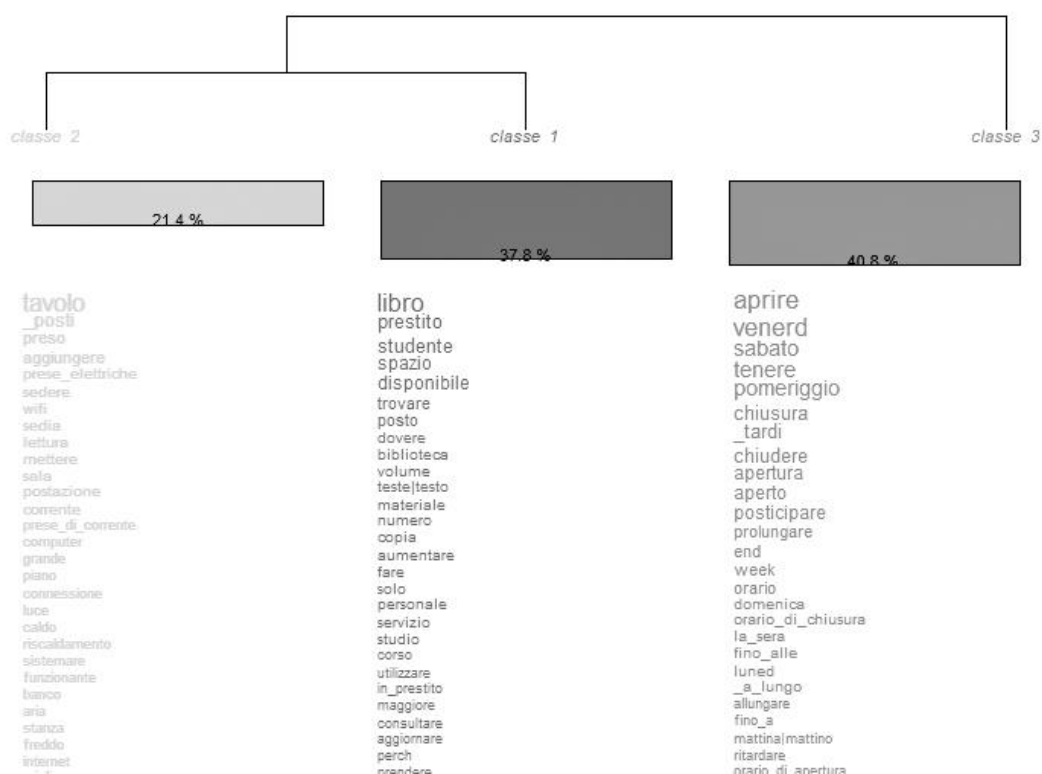 classe 2
classe 1
classe 3
21.4 %
37.8 %
40.8 %
tavolo
_posti
preso
aggiungere
prese_elettriche
sedere
wifi
sedia
lettura
mettere
sala
postazione
corrente
prese_di_corrente
computer
grande
piano
connessione
luce
caldo
riscaldamento
sistemare
funzionante
banco
aria
stanza
freddo
internet
libro
prestito
studente
spazio
disponibile
trovare
posto
dovere
biblioteca
volume
teste|testo
materiale
numero
copia
aumentare
fare
solo
personale
servizio
studio
corso
utilizzare
in_prestito
maggiore
consultare
aggiornare
perch
prendere
aprire
venerd
sabato
tenere
pomeriggio
chiusura
_tardi
chiudere
apertura
aperto
posticipare
prolungare
end
week
orario
domenica
orario_di_chiusura
la_sera
fino_alle
luned
_a_lungo
allungare
fino_a
mattina|mattino
ritardare
orario_di_apertura